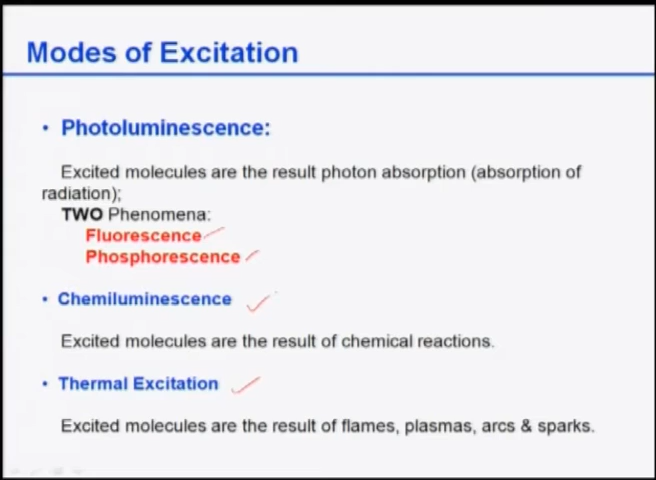 Modes of Excitation
• Photoluminescence:
Excited molecules are the result photon absorption (absorption of
radiation);
TWO Phenomena:
Fluorescence
Phosphorescence
• Chemiluminescence
Excited molecules are the result of chemical reactions.
• Thermal Excitation
Excited molecules are the result of flames, plasmas, arcs & sparks.